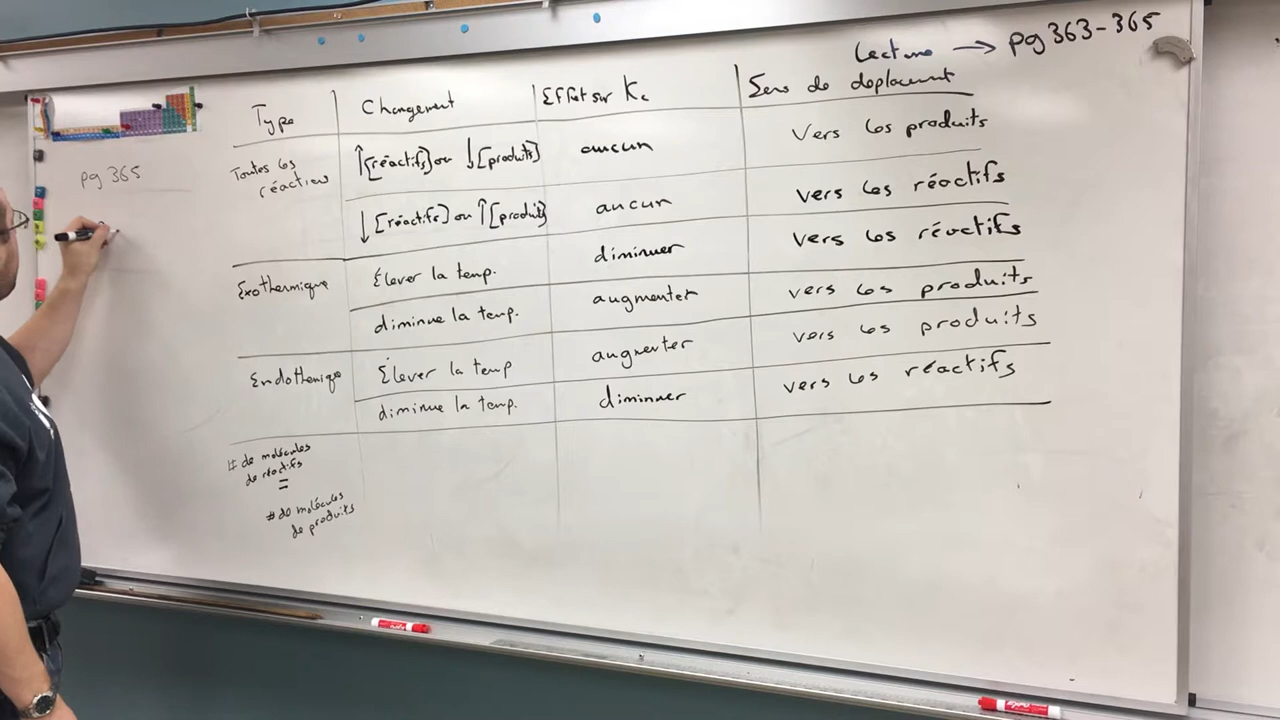 Lecture → pg 363-365
Type | Changement | Effet sur Kc | Sens de déplacement
Toutes les réactions | ↑[réactifs] ou ↓[produits] | aucun | Vers les produits
↓[réactifs] ou ↑[produits] | aucun | vers les réactifs
Exothermique | Élever la temp. | diminuer | vers les réactifs
diminue la temp. | augmenter | vers les produits
Endothermique | Élever la temp | augmenter | vers les produits
diminue la temp. | diminuer | vers les réactifs
# de molécules
de réactifs
=
# de molécules
de produits
pg 365